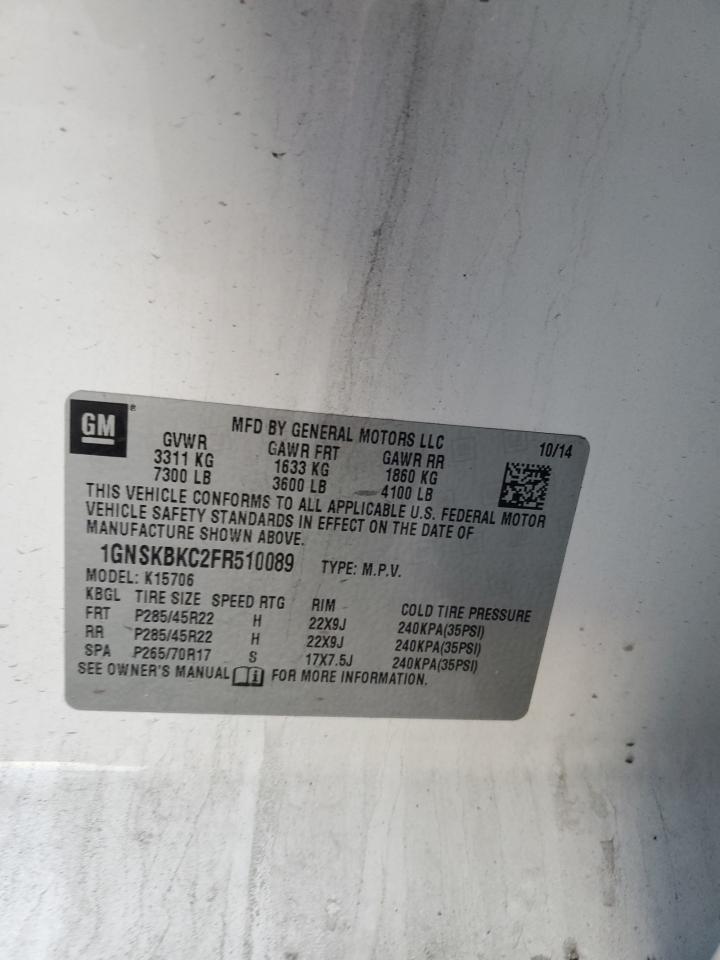 GM®
MFD BY GENERAL MOTORS LLC
10/14
GVWR GAWR FRT GAWR RR
3311 KG 1633 KG 1860 KG
7300 LB 3600 LB 4100 LB
THIS VEHICLE CONFORMS TO ALL APPLICABLE U.S. FEDERAL MOTOR
VEHICLE SAFETY STANDARDS IN EFFECT ON THE DATE OF
MANUFACTURE SHOWN ABOVE.
1GNSKBKC2FR510089 TYPE: M.P.V.
MODEL: K15706
KBGL TIRE SIZE SPEED RTG RIM COLD TIRE PRESSURE
FRT P285/45R22 H 22X9J 240KPA(35PSI)
RR P285/45R22 H 22X9J 240KPA(35PSI)
SPA P265/70R17 S 17X7.5J 240KPA(35PSI)
SEE OWNER'S MANUAL FOR MORE INFORMATION.